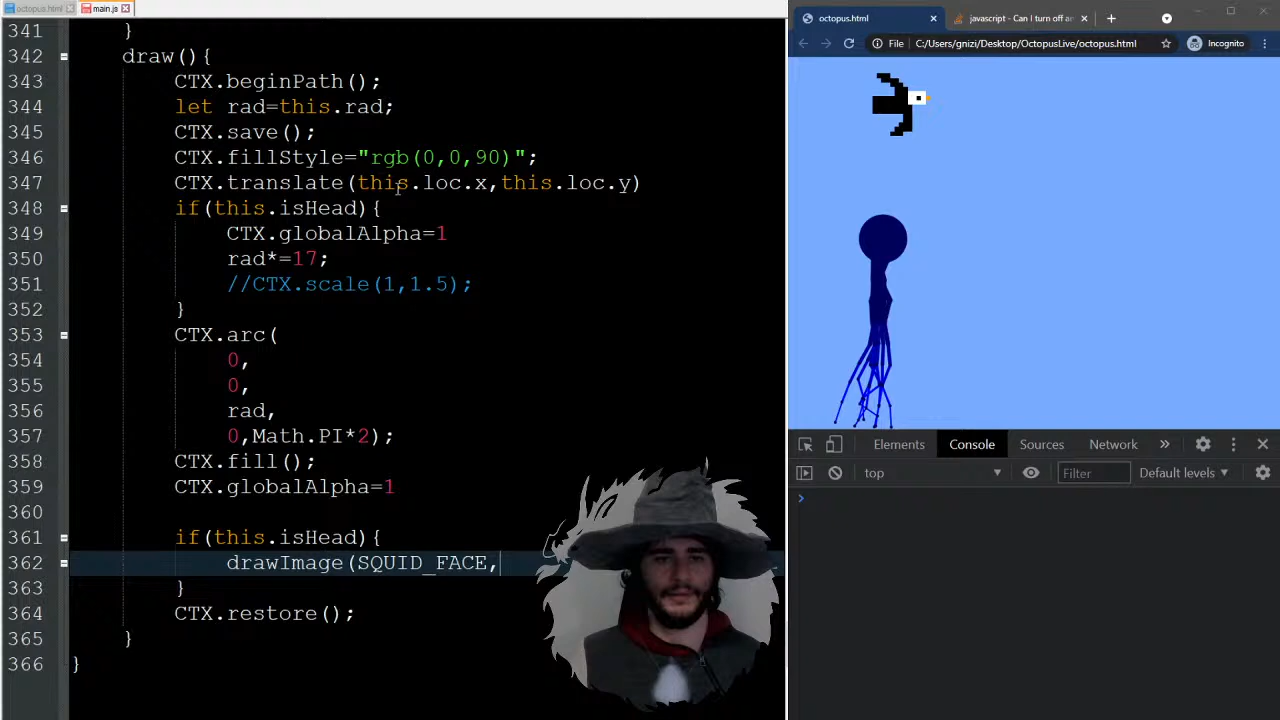 octopus.html
main.js
341 }
342 draw(){
343 CTX.beginPath();
344 let rad=this.rad;
345 CTX.save();
346 CTX.fillStyle="rgb(0,0,90)";
347 CTX.translate(this.loc.x,this.loc.y)
348 if(this.isHead){
349 CTX.globalAlpha=1
350 rad*=17;
351 //CTX.scale(1,1.5);
352 }
353 CTX.arc(
354 0,
355 0,
356 rad,
357 0,Math.PI*2);
358 CTX.fill();
359 CTX.globalAlpha=1
360
361 if(this.isHead){
362 drawImage(SQUID_FACE,
363 }
364 CTX.restore();
365 }
366 }
octopus.html
javascript - Can I turn off an
File C:/Users/gnizi/Desktop/OctopusLive/octopus.html
Incognito
Elements Console Sources Network
top Filter Default levels